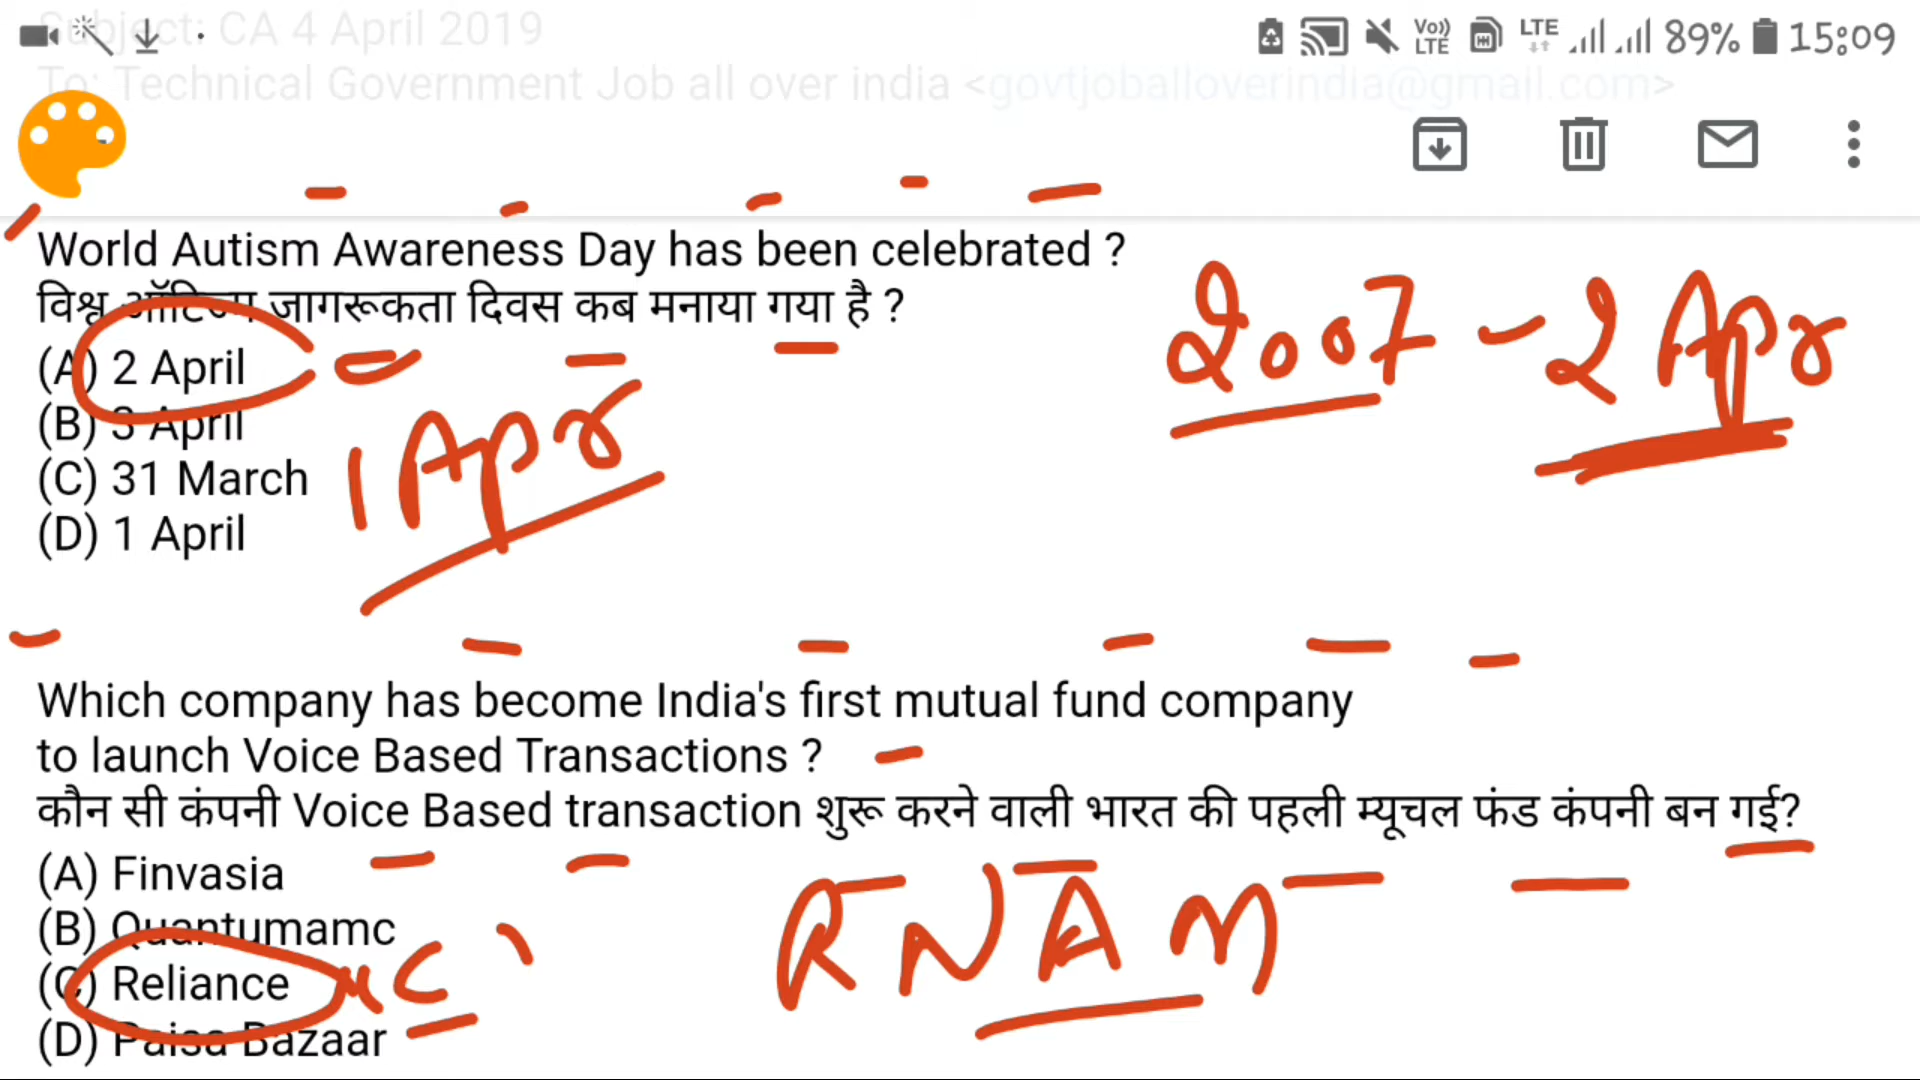 Subject: CA 4 April 2019
Vo)) LTE LTE 89% 15:09
To: Technical Government Job all over india <govtjoballoverindia@gmail.com>
World Autism Awareness Day has been celebrated ?
विश्व ऑटिज्म जागरूकता दिवस कब मनाया गया है ?
2007 - 2 Apr
(A) 2 April
(B) 3 April
1 Apr
(C) 31 March
(D) 1 April
Which company has become India's first mutual fund company
to launch Voice Based Transactions ?
कौन सी कंपनी Voice Based transaction शुरू करने वाली भारत की पहली म्यूचल फंड कंपनी बन गई?
(A) Finvasia
(B) Quantumamc
RNAM
(C) Reliance
(D) Paisa Bazaar